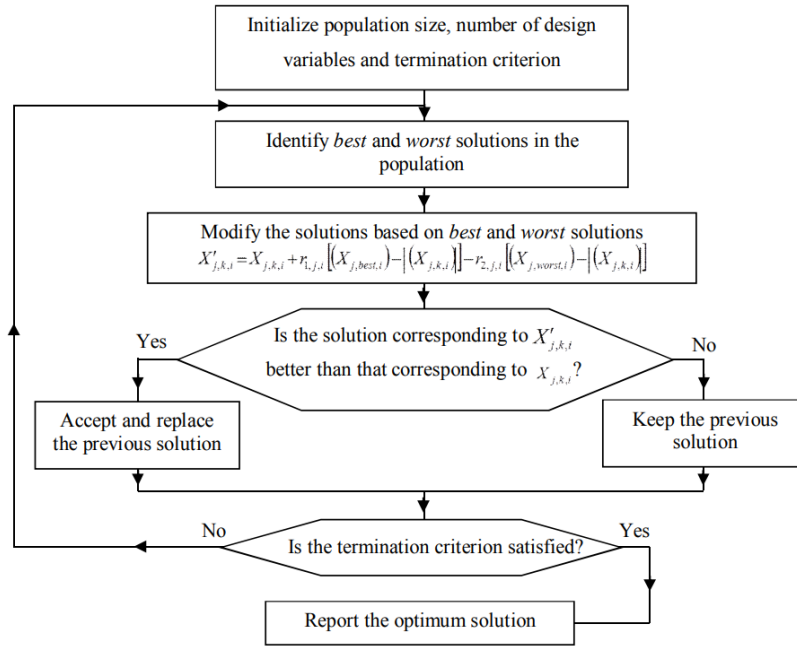 Initialize population size, number of design
variables and termination criterion
Identify best and worst solutions in the
population
Modify the solutions based on best and worst solutions
X'j,k,i=Xj,k,i+r1,j,i[(Xj,best,i)-|(Xj,k,i)|]-r2,j,i[(Xj,worst,i)-|(Xj,k,i)|]
Yes
Is the solution corresponding to X'j,k,i
better than that corresponding to Xj,k,i?
No
Accept and replace
the previous solution
Keep the previous
solution
No
Is the termination criterion satisfied?
Yes
Report the optimum solution